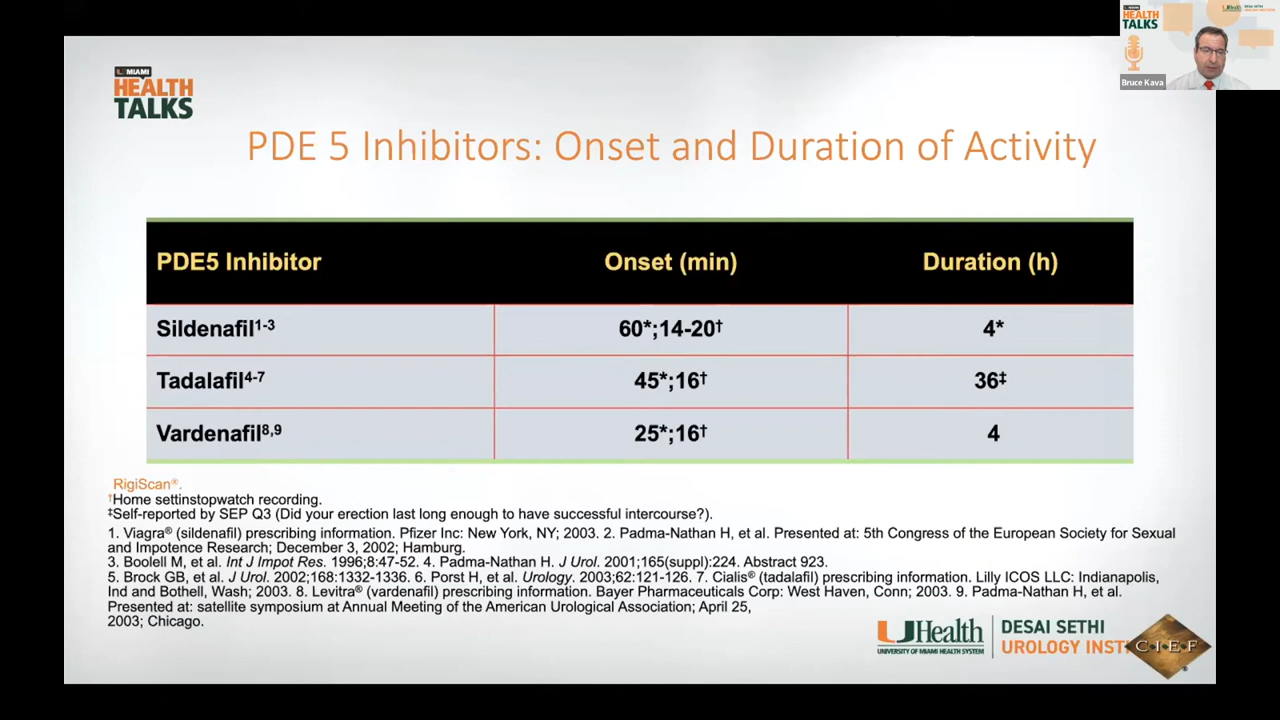 U MIAMI
HEALTH
TALKS
PDE 5 Inhibitors: Onset and Duration of Activity
PDE5 Inhibitor Onset (min) Duration (h)
Sildenafil1-3 60*;14-20† 4*
Tadalafil4-7 45*;16† 36‡
Vardenafil8,9 25*;16† 4
RigiScan®.
†Home settinstopwatch recording.
‡Self-reported by SEP Q3 (Did your erection last long enough to have successful intercourse?).
1. Viagra® (sildenafil) prescribing information. Pfizer Inc: New York, NY; 2003. 2. Padma-Nathan H, et al. Presented at: 5th Congress of the European Society for Sexual
and Impotence Research; December 3, 2002; Hamburg.
3. Boolell M, et al. Int J Impot Res. 1996;8:47-52. 4. Padma-Nathan H. J Urol. 2001;165(suppl):224. Abstract 923.
5. Brock GB, et al. J Urol. 2002;168:1332-1336. 6. Porst H, et al. Urology. 2003;62:121-126. 7. Cialis® (tadalafil) prescribing information. Lilly ICOS LLC: Indianapolis,
Ind and Bothell, Wash; 2003. 8. Levitra® (vardenafil) prescribing information. Bayer Pharmaceuticals Corp: West Haven, Conn; 2003. 9. Padma-Nathan H, et al.
Presented at: satellite symposium at Annual Meeting of the American Urological Association; April 25,
2003; Chicago.
UHealth
UNIVERSITY OF MIAMI HEALTH SYSTEM
DESAI SETHI
UROLOGY INSTI
CIEF®
HEALTH
TALKS
UHealth
DESAI SETHI
UROLOGY INSTITUTE
Bruce Kava